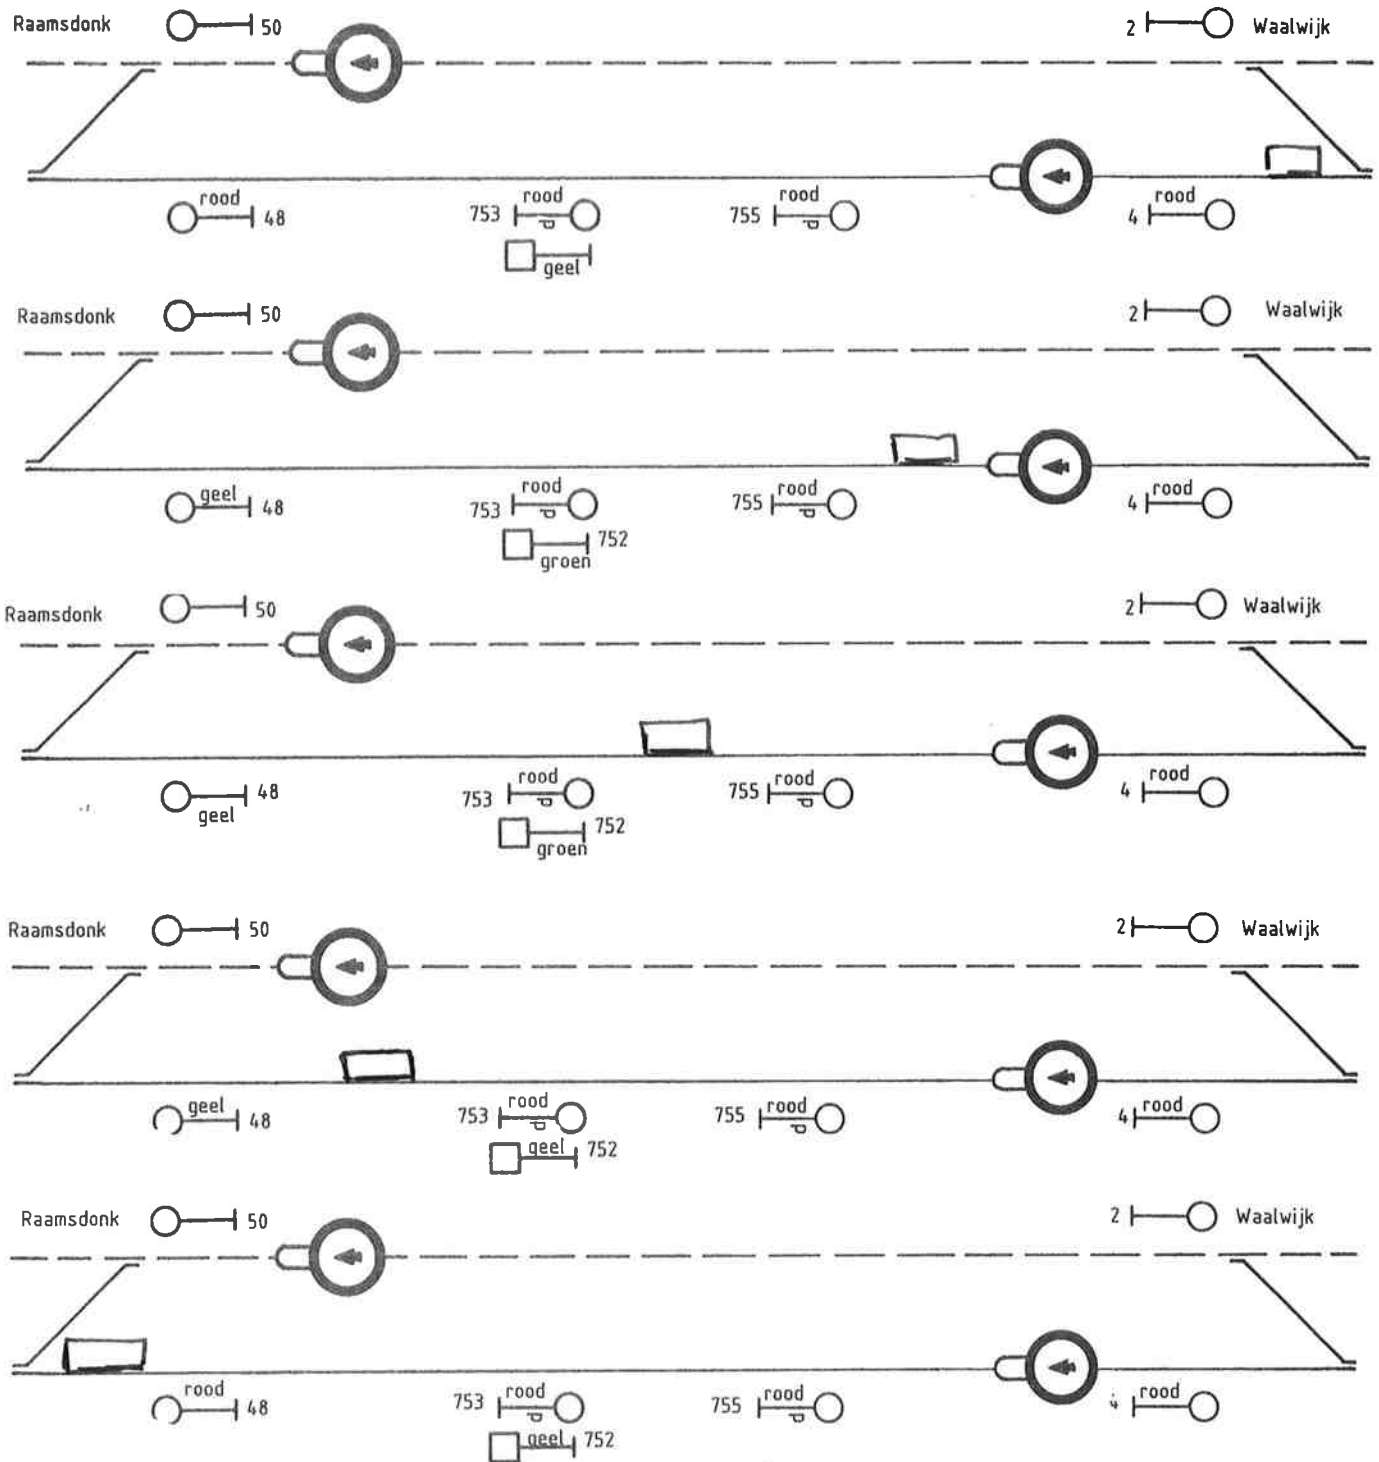 Raamsdonk 50 2 Waalwijk
rood 48 753 rood p 755 rood p 4 rood
geel
Raamsdonk 50 2 Waalwijk
geel 48 753 rood p 755 rood p 4 rood
752
groen
Raamsdonk 50 2 Waalwijk
48 753 rood p 755 rood p 4 rood
geel 752
groen
Raamsdonk 50 2 Waalwijk
geel 48 753 rood p 755 rood p 4 rood
geel 752
Raamsdonk 50 2 Waalwijk
rood 48 753 rood p 755 rood p 4 rood
geel 752